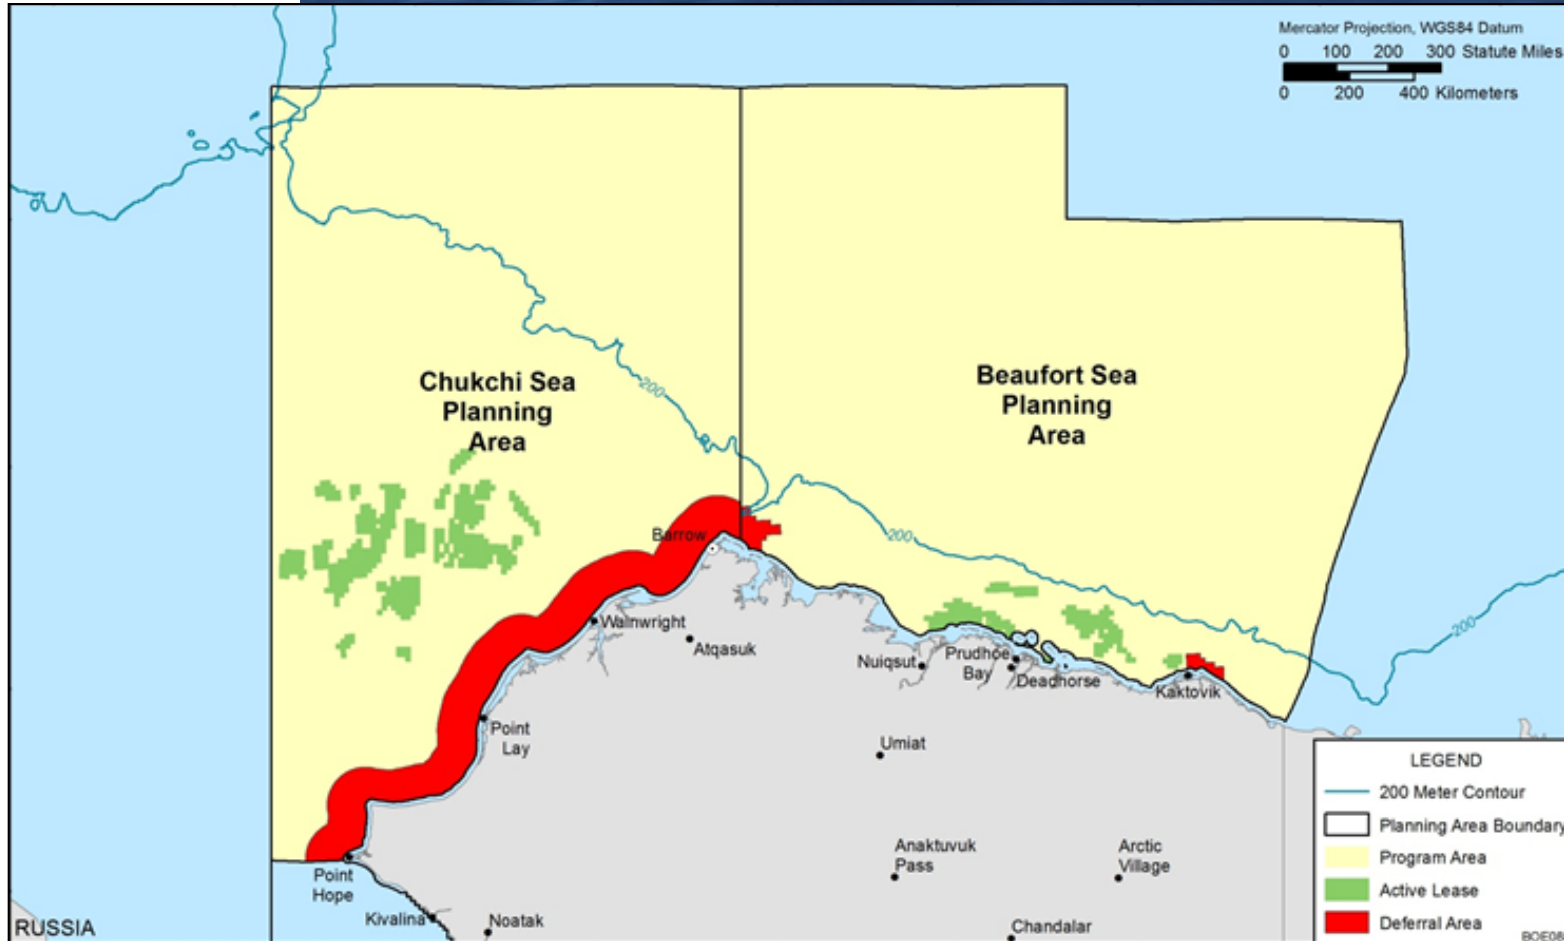 Mercator Projection, WGS84 Datum
0 100 200 300 Statute Miles
0 200 400 Kilometers
200
Chukchi Sea
Planning
Area
Beaufort Sea
Planning
Area
Barrow
200
Wainwright
Atqasuk
Nuiqsut
Prudhoe
Bay
Deadhorse
Kaktovik
200
Point
Lay
Umiat
Anaktuvuk
Pass
Arctic
Village
Point
Hope
Kivalina
Noatak
Chandalar
RUSSIA
LEGEND
200 Meter Contour
Planning Area Boundary
Program Area
Active Lease
Deferral Area
BOE08